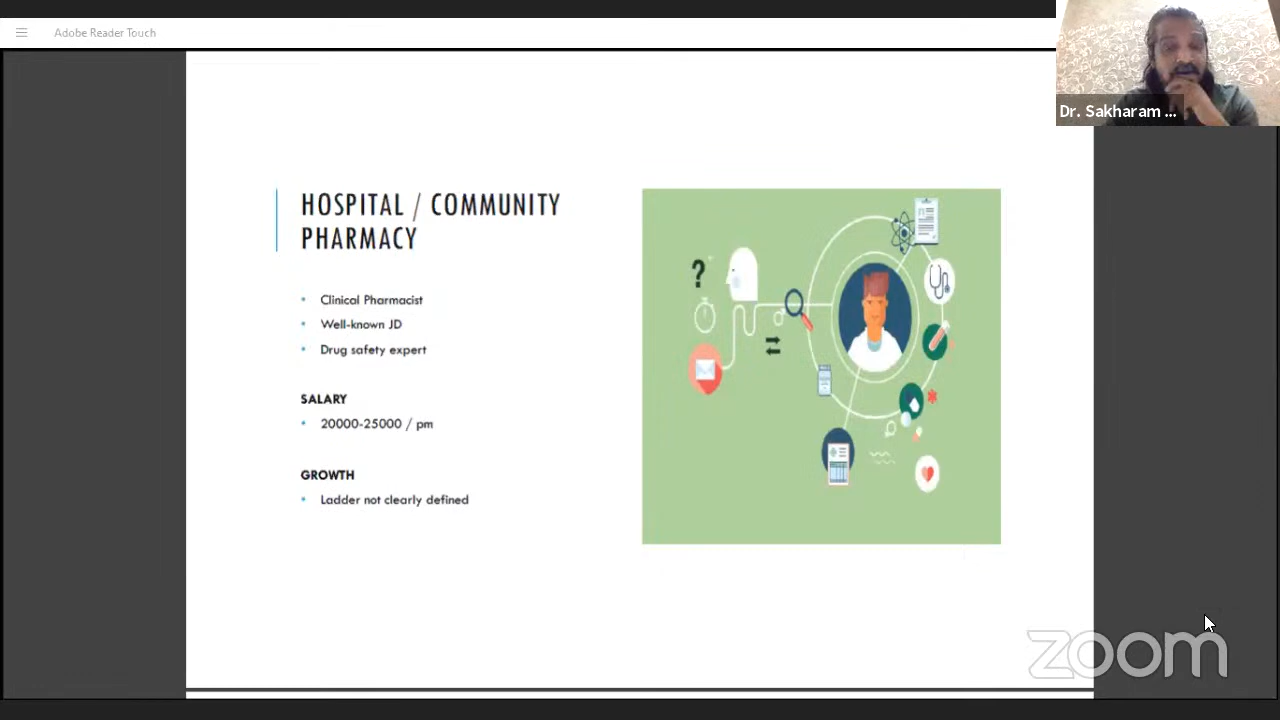 Adobe Reader Touch
Dr. Sakharam ...
HOSPITAL / COMMUNITY
PHARMACY
• Clinical Pharmacist
• Well-known JD
• Drug safety expert
SALARY
• 20000-25000 / pm
GROWTH
• Ladder not clearly defined
?
zoom